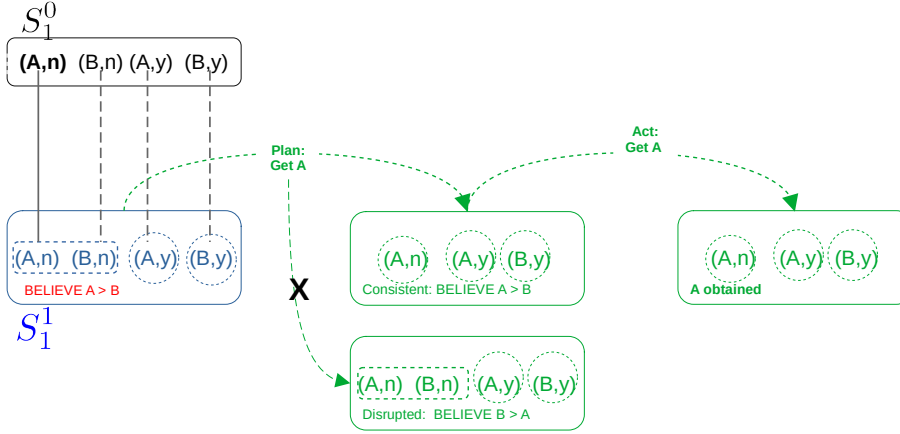 S_1^0
(A,n) (B,n) (A,y) (B,y)
Plan:
Get A
Act:
Get A
(A,n) (B,n) (A,y) (B,y)
BELIEVE A > B
S_1^1
(A,n) (A,y) (B,y)
Consistent: BELIEVE A > B
(A,n) (A,y) (B,y)
A obtained
X
(A,n) (B,n) (A,y) (B,y)
Disrupted: BELIEVE B > A